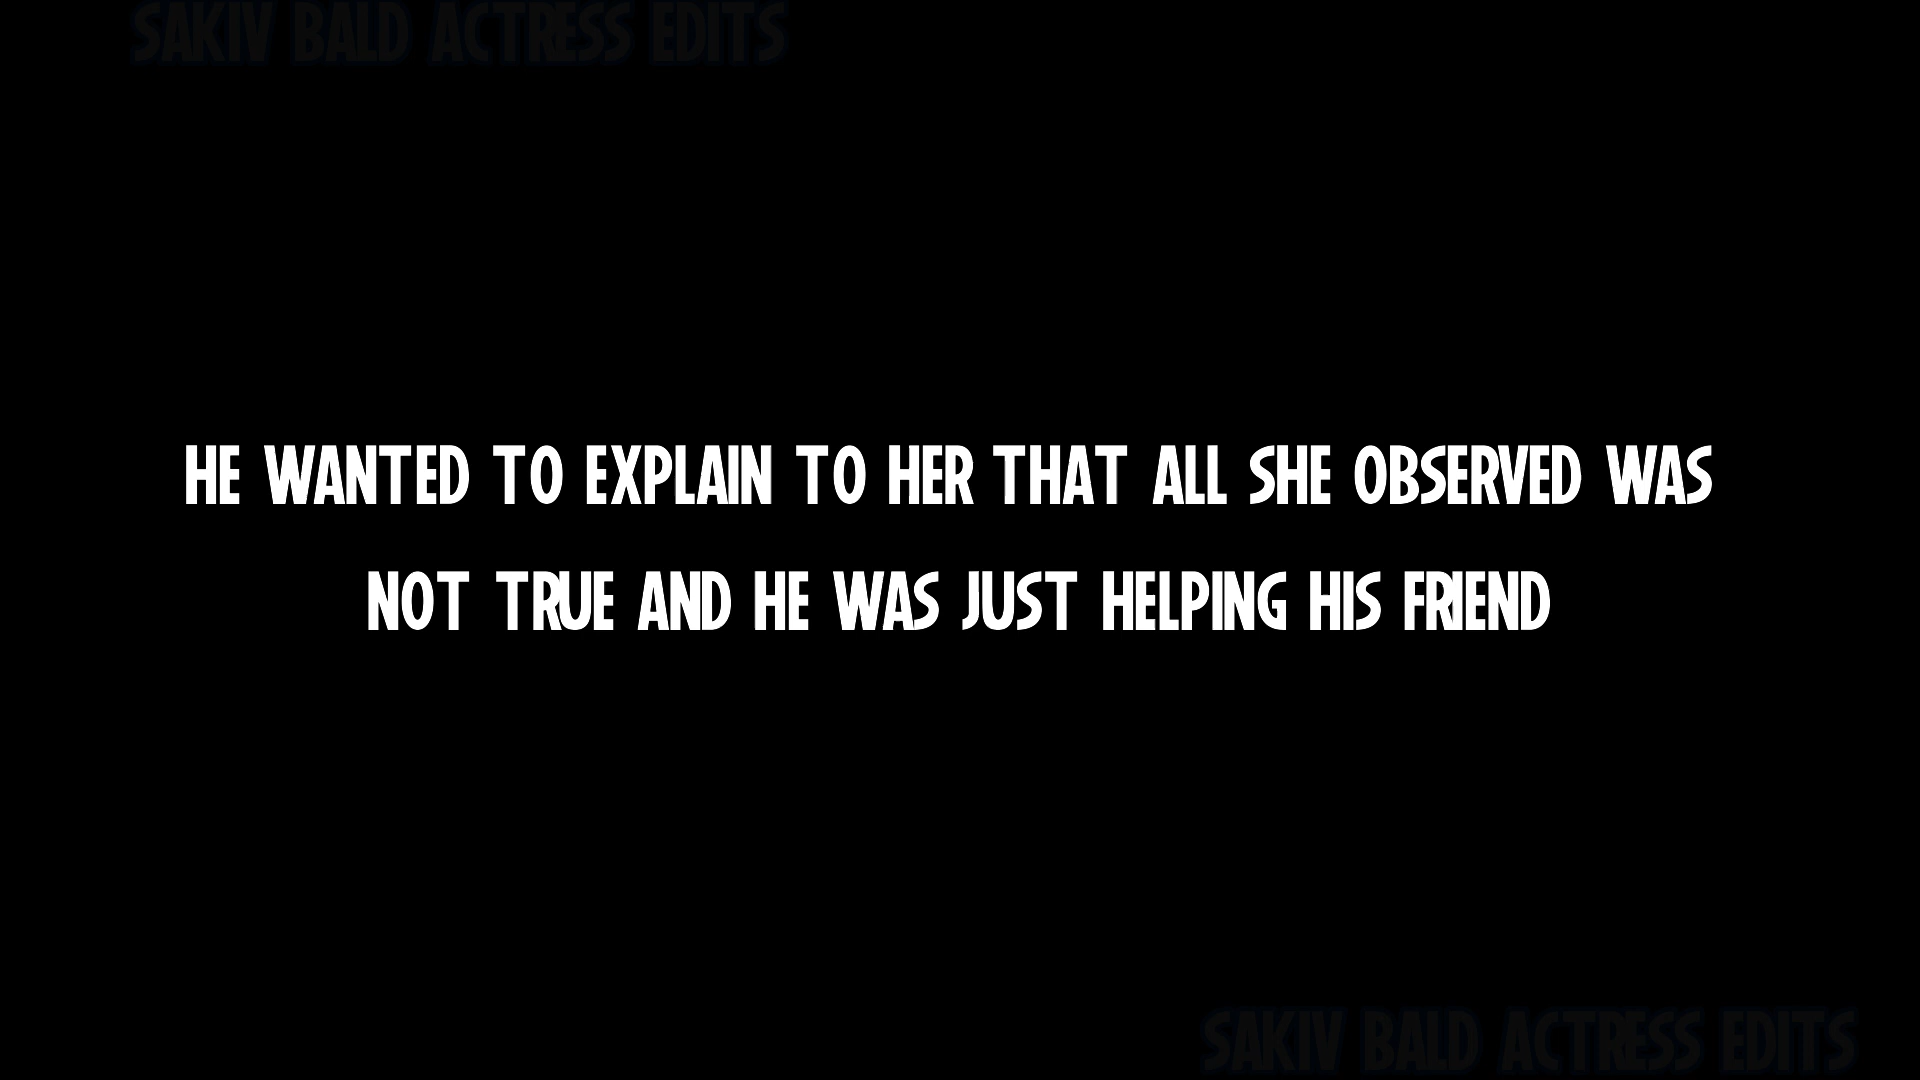 SAKIV BALD ACTRESS EDITS
HE WANTED TO EXPLAIN TO HER THAT ALL SHE OBSERVED WAS
NOT TRUE AND HE WAS JUST HELPING HIS FRIEND
SAKIV BALD ACTRESS EDITS